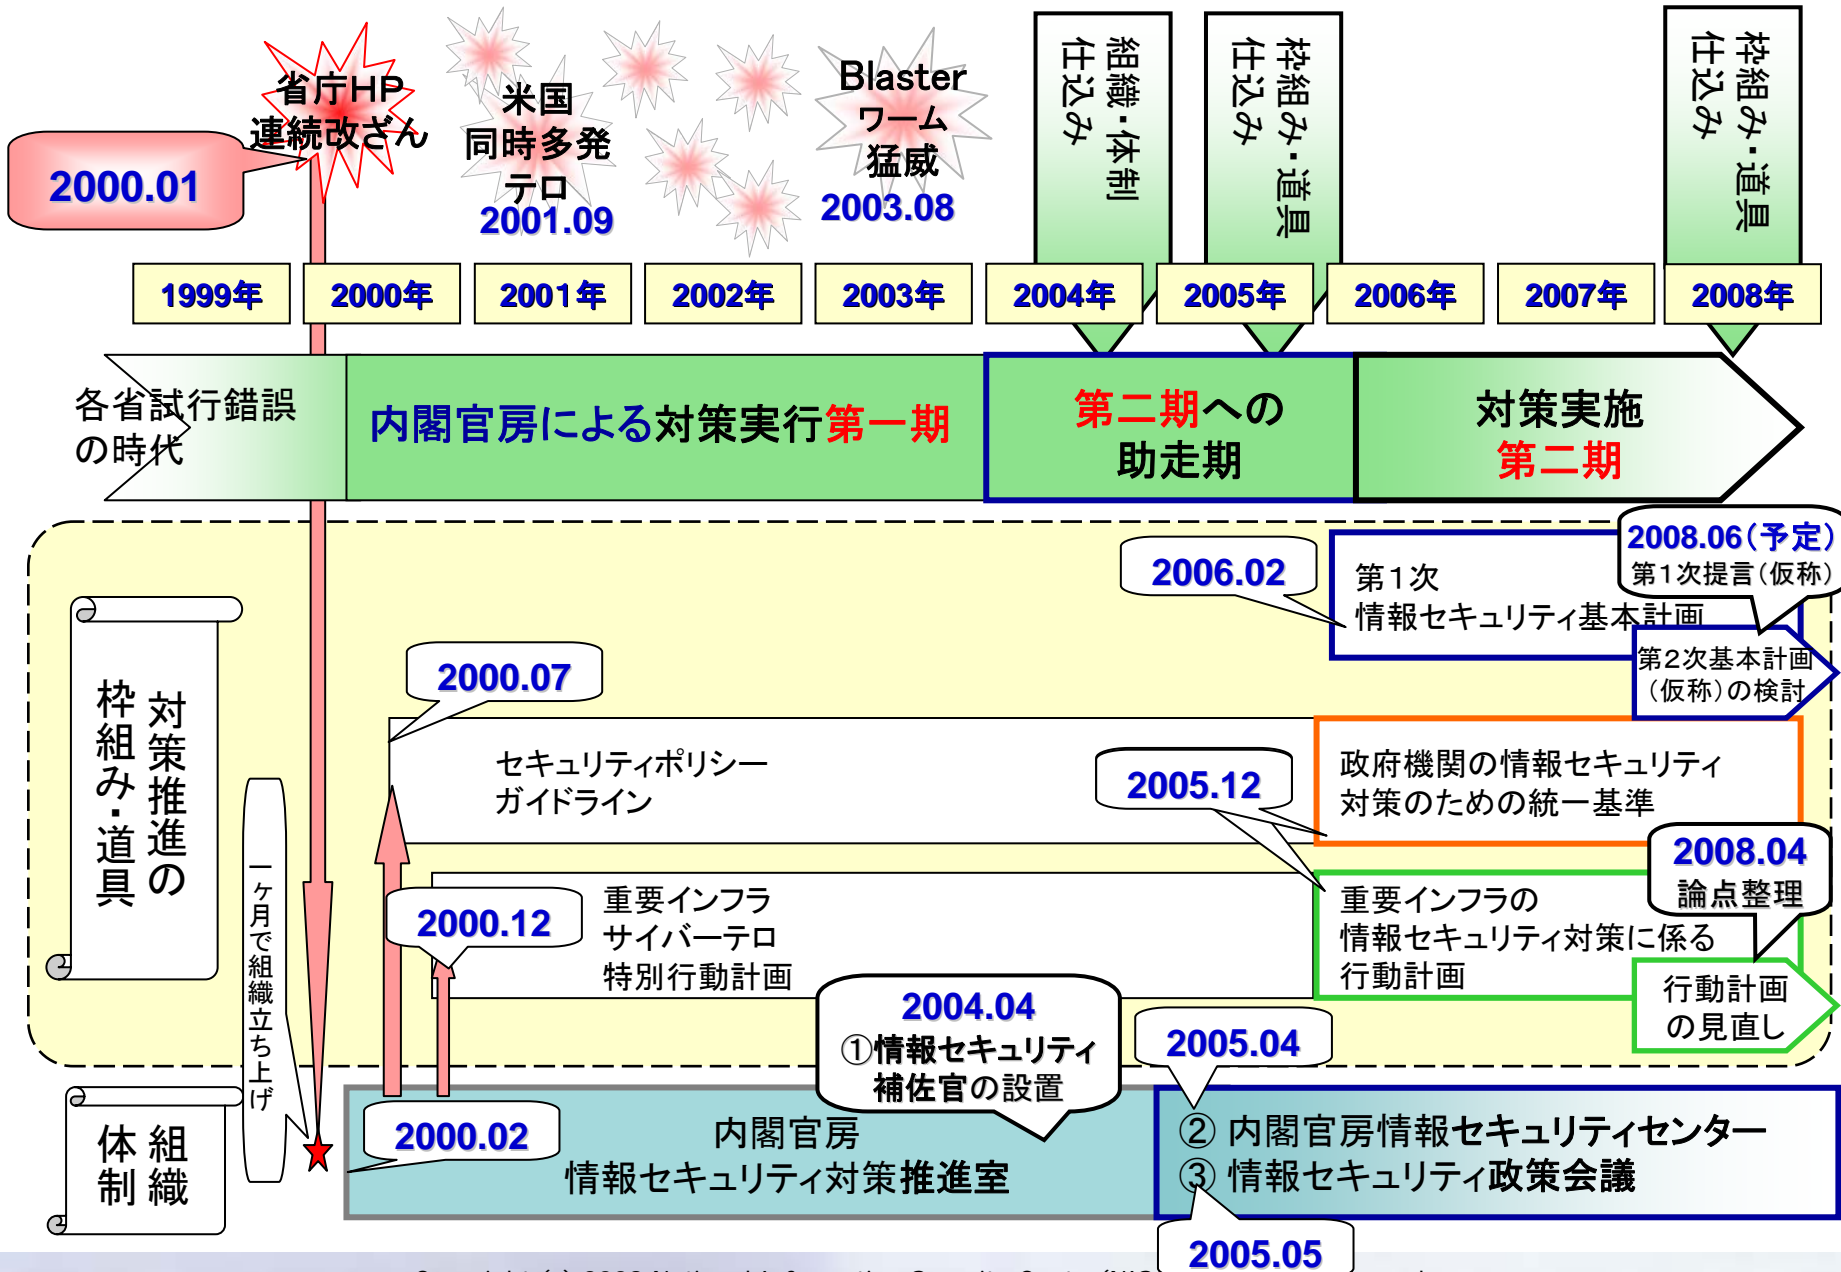 省庁HP
連続改ざん
2000.01
米国
同時多発
テロ
2001.09
Blaster
ワーム
猛威
2003.08
組織・体制
仕込み
枠組み・道具
仕込み
枠組み・道具
仕込み
1999年
2000年
2001年
2002年
2003年
2004年
2005年
2006年
2007年
2008年
各省試行錯誤
の時代
内閣官房による対策実行第一期
第二期への
助走期
対策実施
第二期
対策推進の
枠組み・道具
2006.02
第1次
情報セキュリティ基本計画
2008.06(予定)
第1次提言(仮称)
第2次基本計画
(仮称)の検討
2000.07
セキュリティポリシー
ガイドライン
2005.12
政府機関の情報セキュリティ
対策のための統一基準
2000.12
重要インフラ
サイバーテロ
特別行動計画
重要インフラの
情報セキュリティ対策に係る
行動計画
2008.04
論点整理
行動計画
の見直し
一ヶ月で組織立ち上げ
組織
体制
2000.02
内閣官房
情報セキュリティ対策推進室
2004.04
①情報セキュリティ
補佐官の設置
2005.04
② 内閣官房情報セキュリティセンター
③ 情報セキュリティ政策会議
2005.05